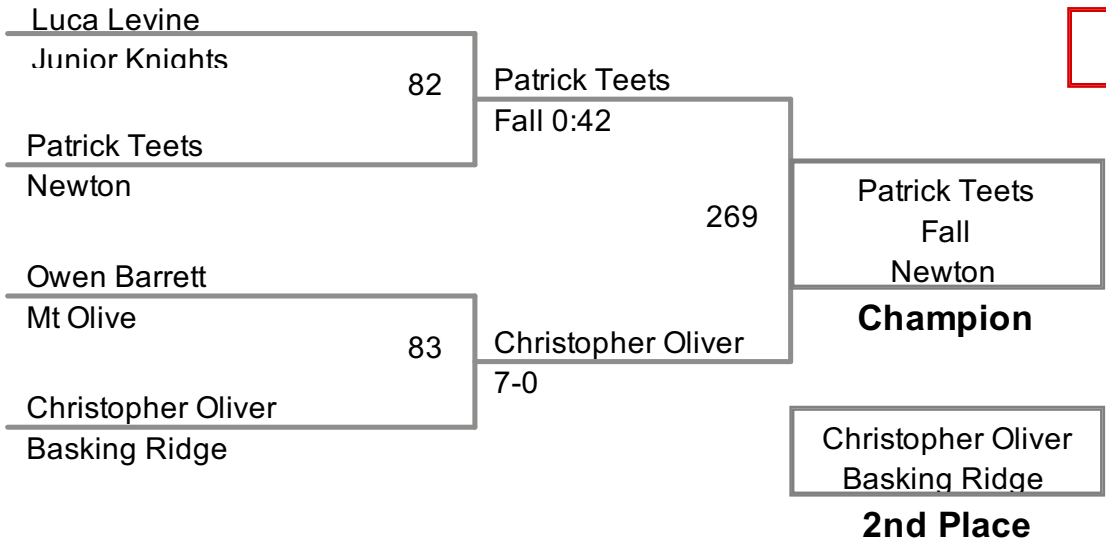 Luca Levine
Junior Knights
82
Patrick Teets
Fall 0:42
Patrick Teets
Newton
269
Patrick Teets
Fall
Newton
Champion
Owen Barrett
Mt Olive
83
Christopher Oliver
7-0
Christopher Oliver
Basking Ridge
Christopher Oliver
Basking Ridge
2nd Place